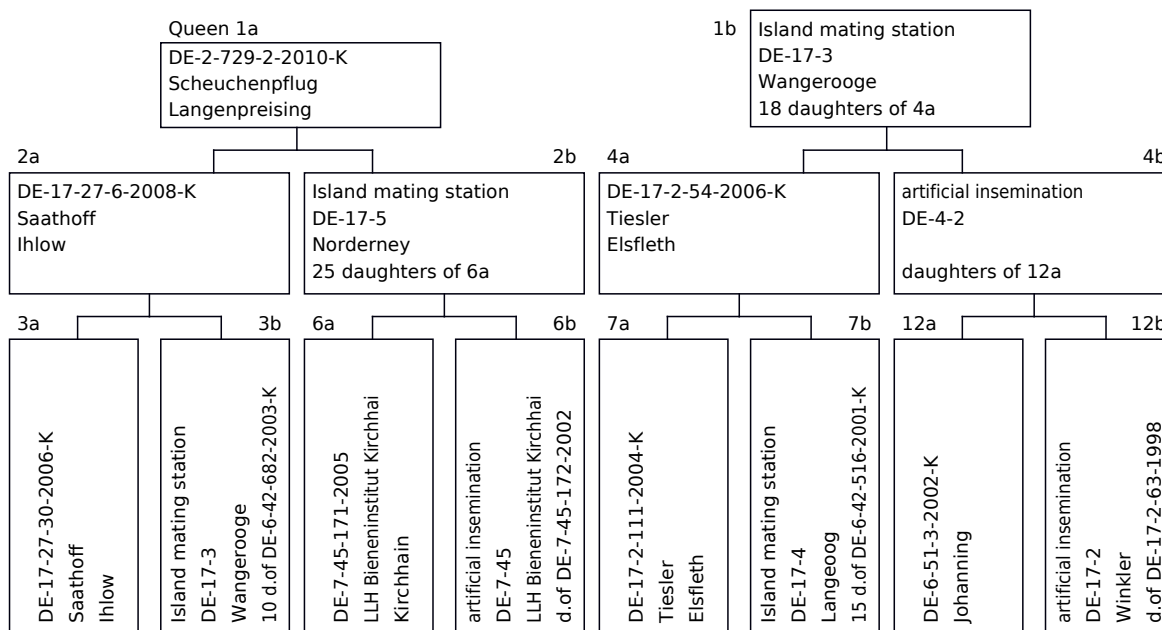 Queen 1a
DE-2-729-2-2010-K
Scheuchenpflug
Langenpreising
1b
Island mating station
DE-17-3
Wangerooge
18 daughters of 4a
2a
DE-17-27-6-2008-K
Saathoff
Ihlow
2b
Island mating station
DE-17-5
Norderney
25 daughters of 6a
4a
DE-17-2-54-2006-K
Tiesler
Elsfleth
4b
artificial insemination
DE-4-2
daughters of 12a
3a
DE-17-27-30-2006-K
Saathoff
Ihlow
3b
Island mating station
DE-17-3
Wangerooge
10 d.of DE-6-42-682-2003-K
6a
DE-7-45-171-2005
LLH Bieneninstitut Kirchhai
Kirchhain
6b
artificial insemination
DE-7-45
LLH Bieneninstitut Kirchhai
d.of DE-7-45-172-2002
7a
DE-17-2-111-2004-K
Tiesler
Elsfleth
7b
Island mating station
DE-17-4
Langeoog
15 d.of DE-6-42-516-2001-K
12a
DE-6-51-3-2002-K
Johanning
12b
artificial insemination
DE-17-2
Winkler
d.of DE-17-2-63-1998